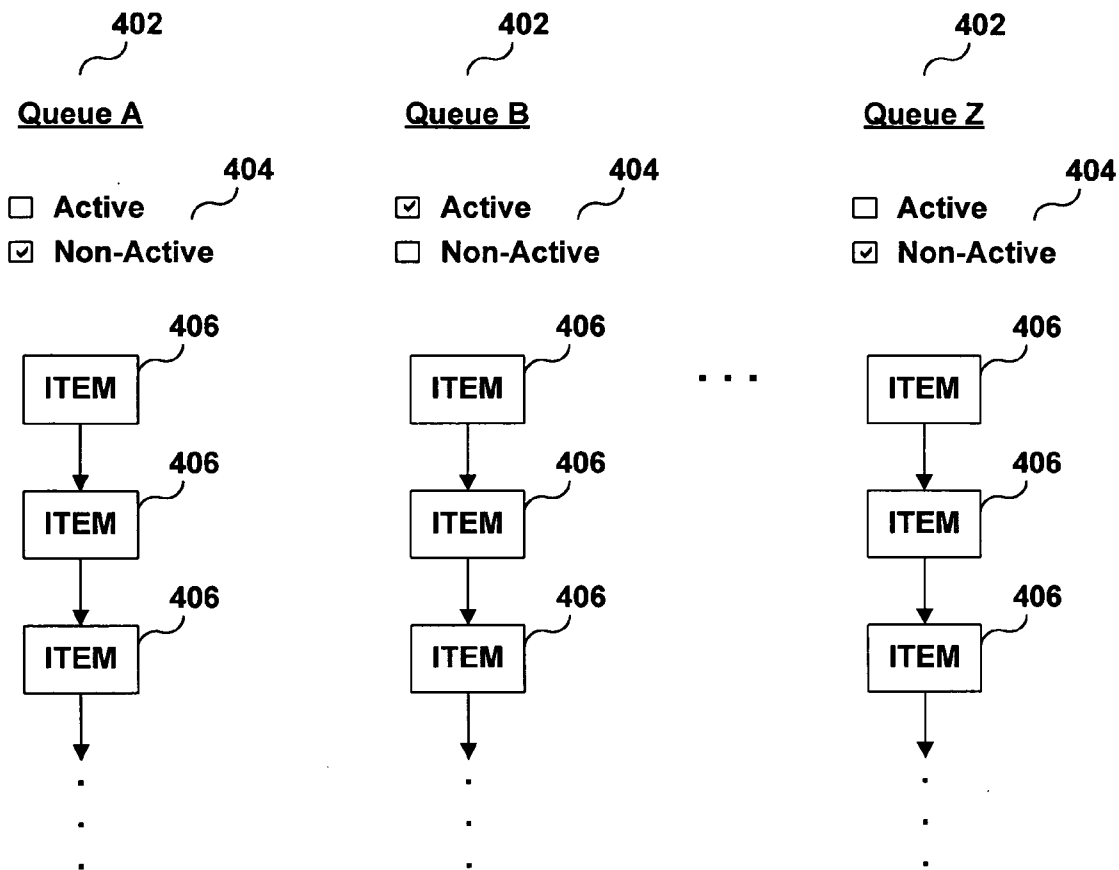 402 402 402
Queue A Queue B Queue Z
404 404 404
Active Active Active
Non-Active Non-Active Non-Active
406 406 406
ITEM ITEM . . . ITEM
406 406 406
ITEM ITEM ITEM
406 406 406
ITEM ITEM ITEM